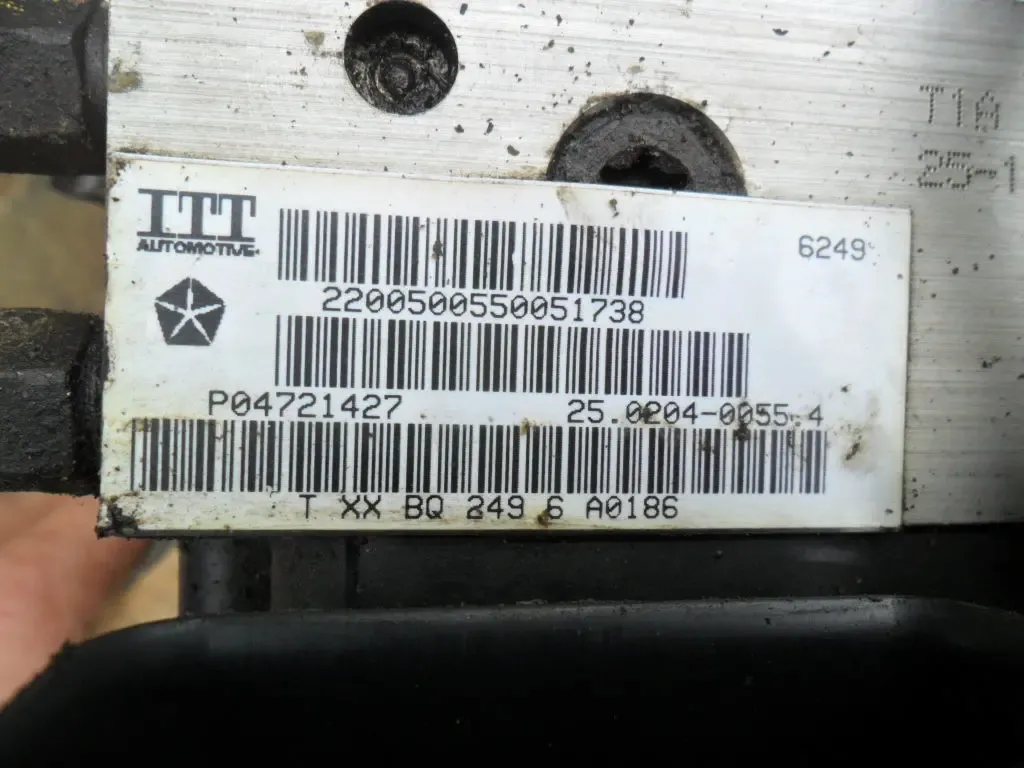 T1A
25-1
ITT
AUTOMOTIVE
6249
2200500550051738
P04721427 25.0204-0055.4
T XX BQ 249 6 A0186